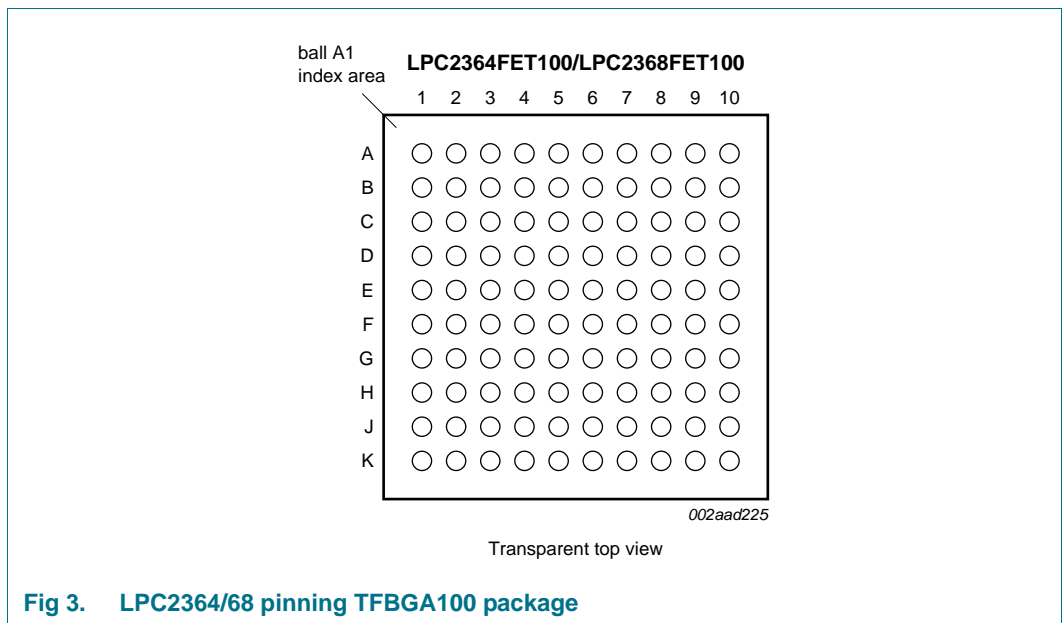 ball A1
index area
LPC2364FET100/LPC2368FET100
1 2 3 4 5 6 7 8 9 10
A
B
C
D
E
F
G
H
J
K
002aad225
Transparent top view
Fig 3. LPC2364/68 pinning TFBGA100 package